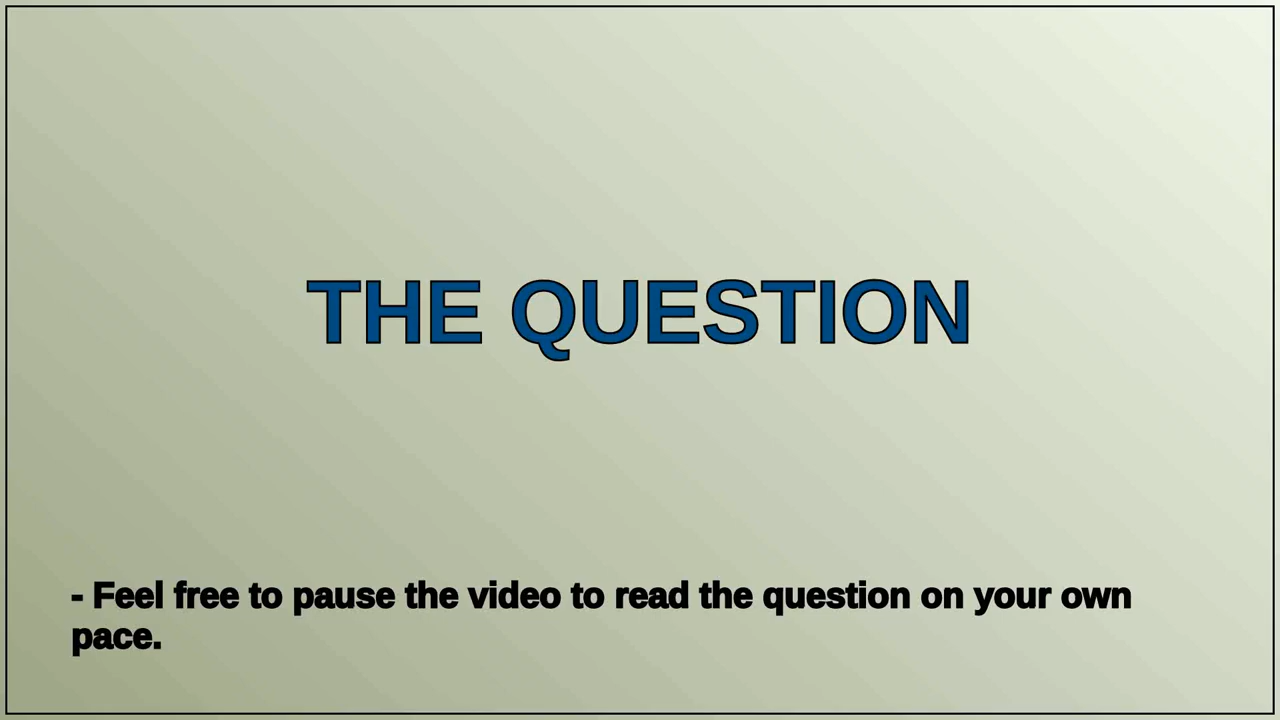 THE QUESTION
- Feel free to pause the video to read the question on your own
pace.